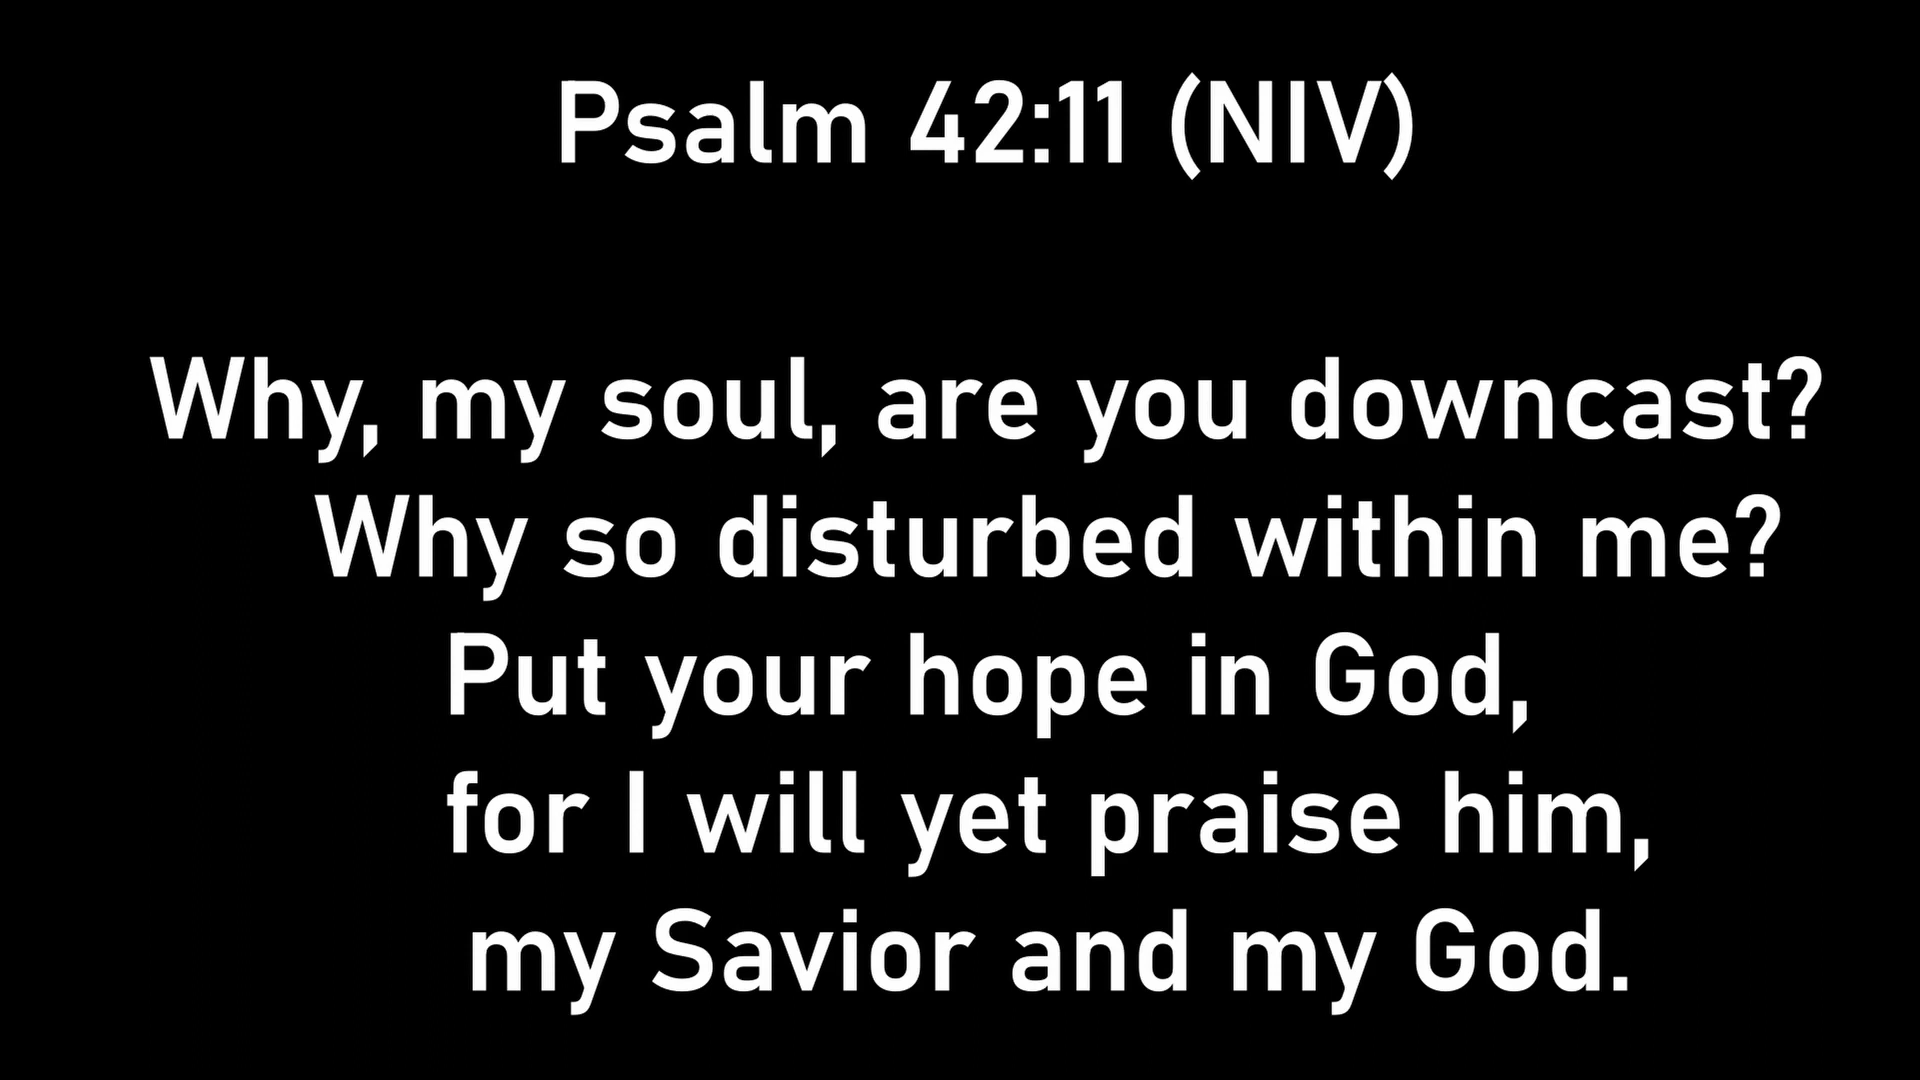 Psalm 42:11 (NIV)
Why, my soul, are you downcast?
Why so disturbed within me?
Put your hope in God,
for I will yet praise him,
my Savior and my God.